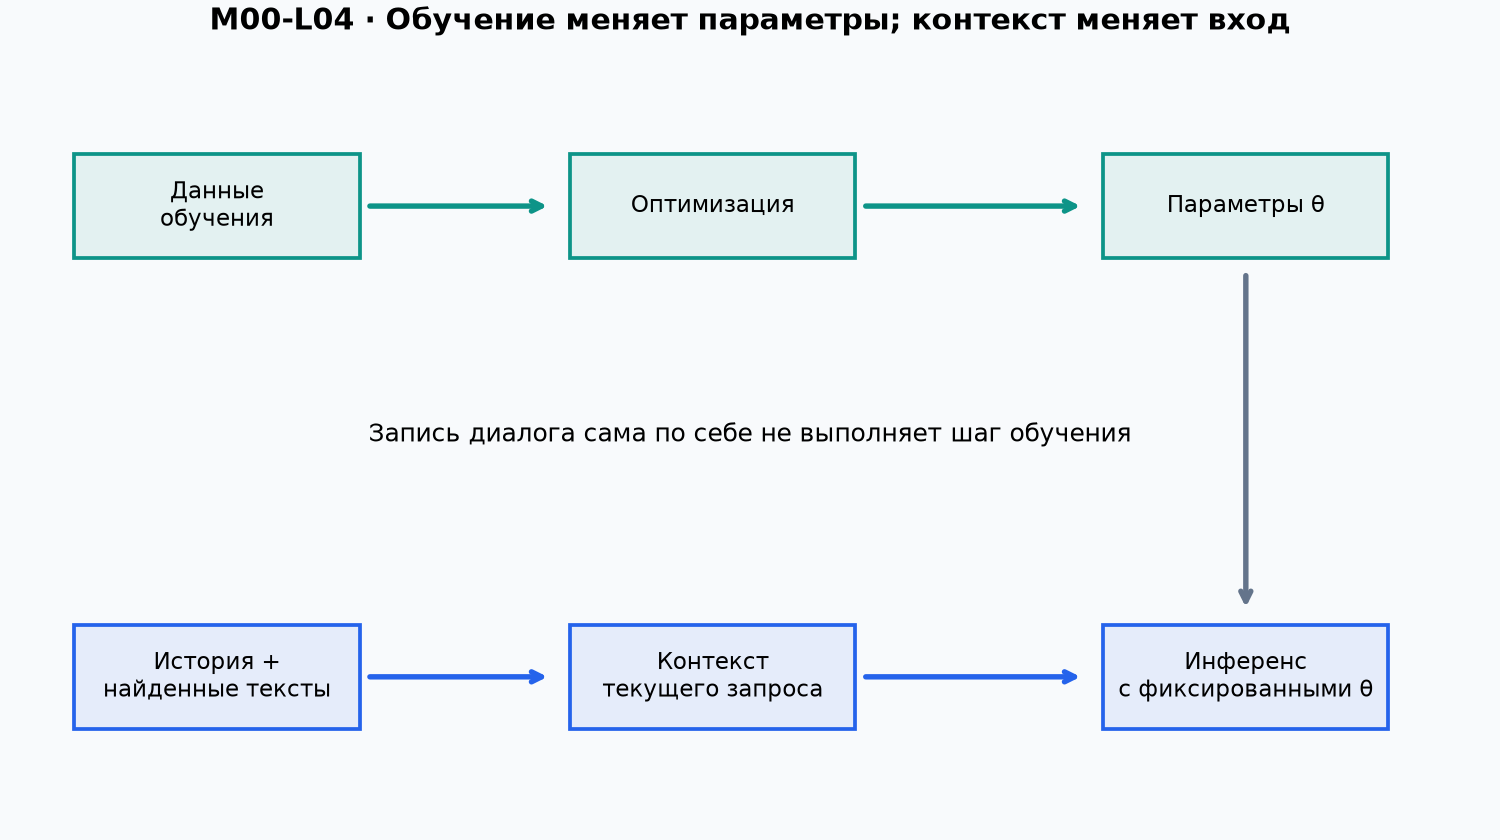 M00-L04 · Обучение меняет параметры; контекст меняет вход
Данные
обучения
Оптимизация
Параметры θ
Запись диалога сама по себе не выполняет шаг обучения
История +
найденные тексты
Контекст
текущего запроса
Инференс
с фиксированными θ